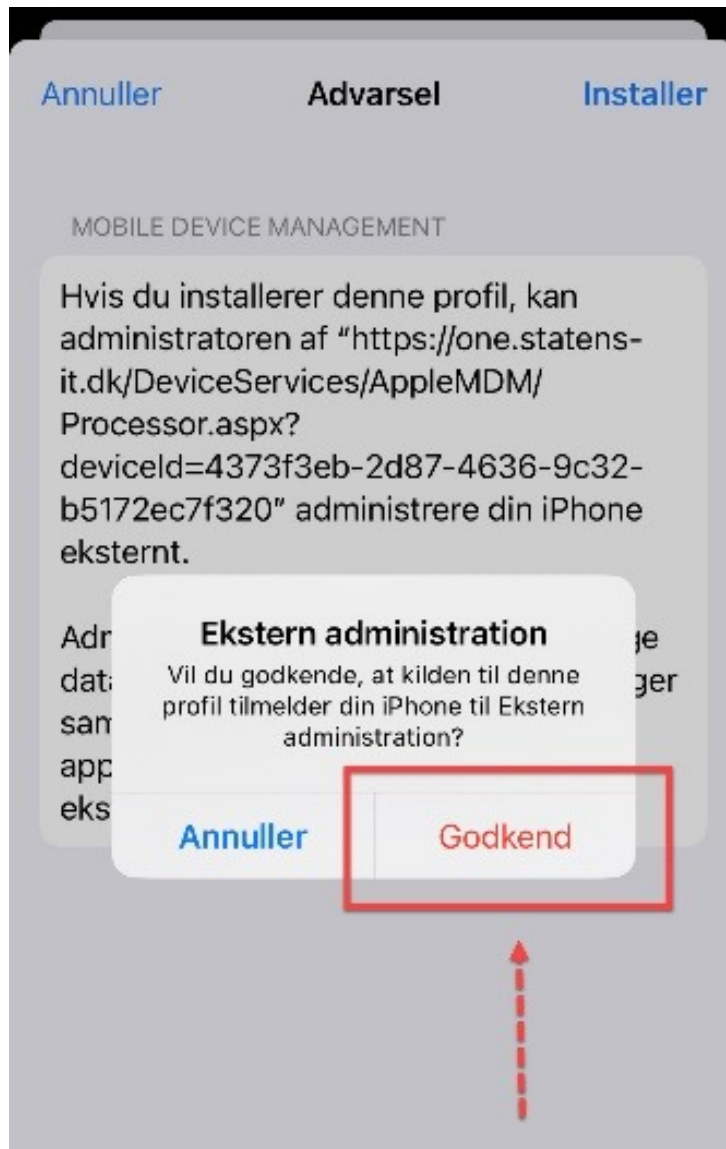 Annuller Advarsel Installer
MOBILE DEVICE MANAGEMENT
Hvis du installerer denne profil, kan
administratoren af "https://one.statens-
it.dk/DeviceServices/AppleMDM/
Processor.aspx?
deviceId=4373f3eb-2d87-4636-9c32-
b5172ec7f320" administrere din iPhone
eksternt.
Ekstern administration
Vil du godkende, at kilden til denne
profil tilmelder din iPhone til Ekstern
administration?
Annuller Godkend